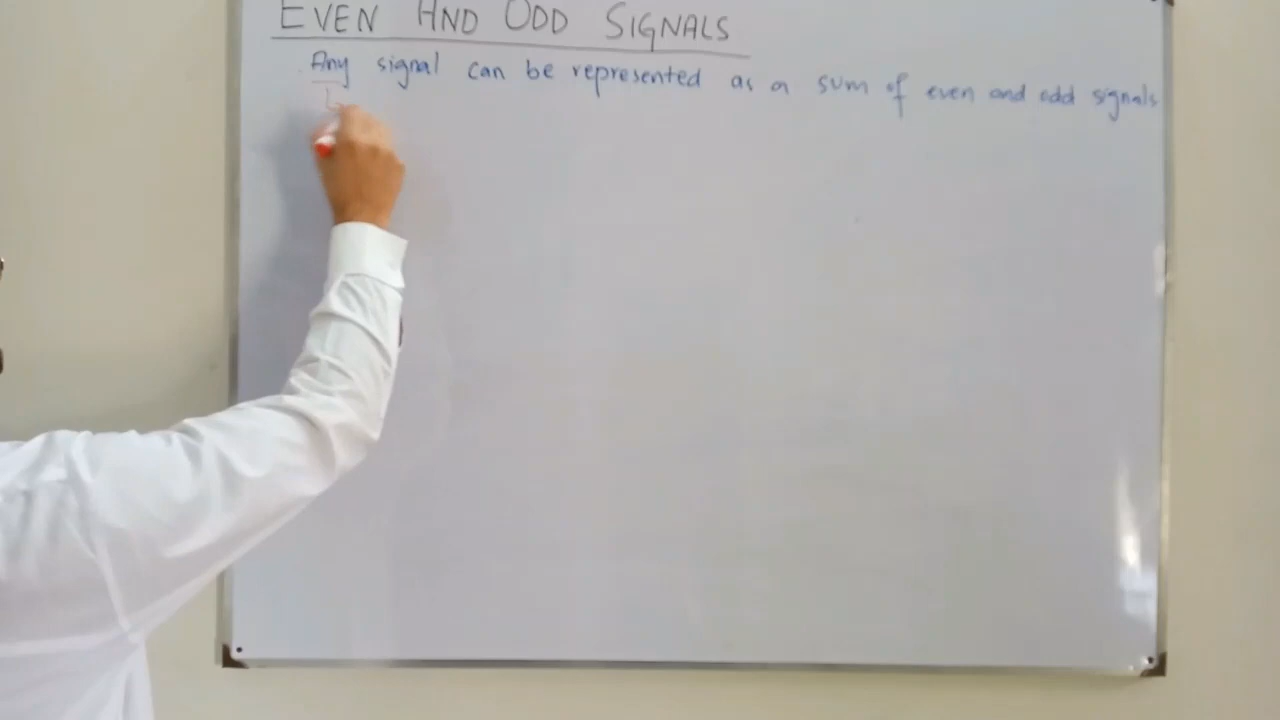 EVEN AND ODD SIGNALS
Any signal can be represented as a sum of even and odd signals